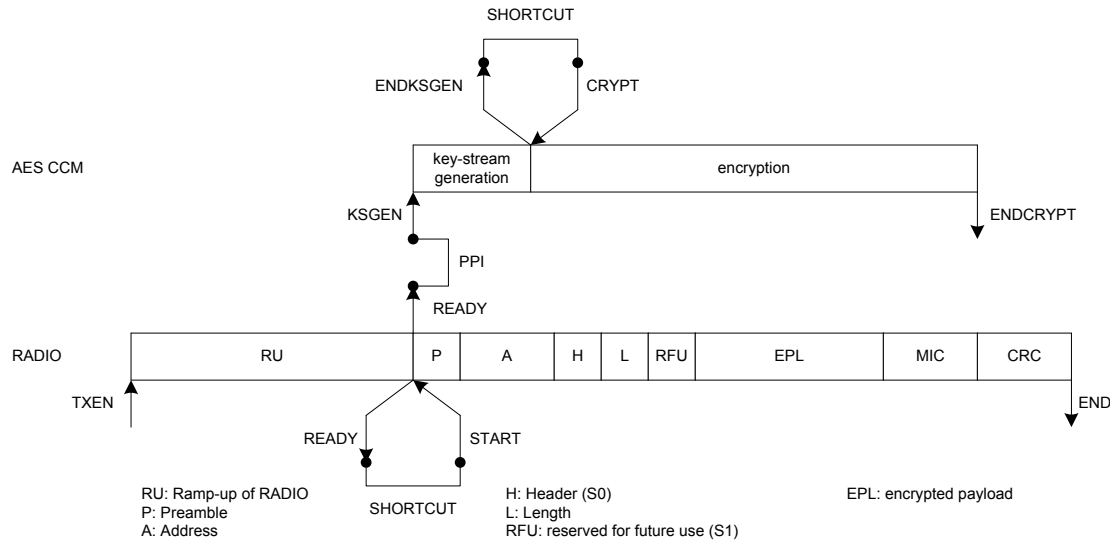 SHORTCUT
ENDKSGEN
CRYPT
AES CCM
key-stream
generation
encryption
KSGEN
ENDCRYPT
PPI
READY
RADIO
RU
P
A
H
L
RFU
EPL
MIC
CRC
TXEN
END
READY
START
SHORTCUT
RU: Ramp-up of RADIO
P: Preamble
A: Address
H: Header (S0)
L: Length
RFU: reserved for future use (S1)
EPL: encrypted payload